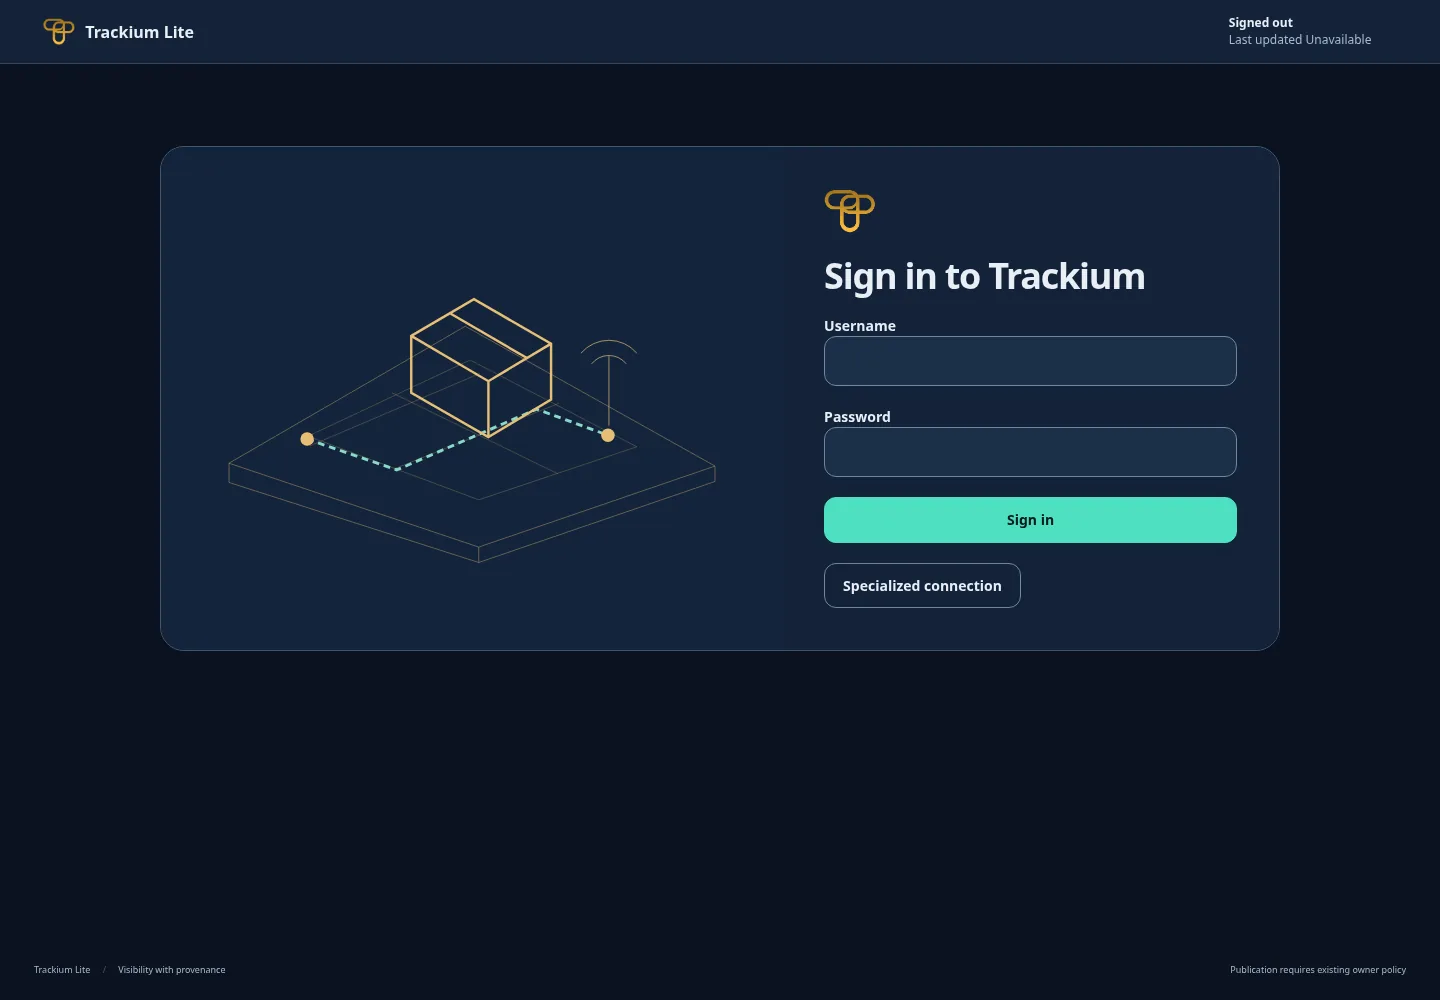 Trackium Lite
Signed out
Last updated Unavailable
Sign in to Trackium
Username
Password
Sign in
Specialized connection
Trackium Lite / Visibility with provenance
Publication requires existing owner policy